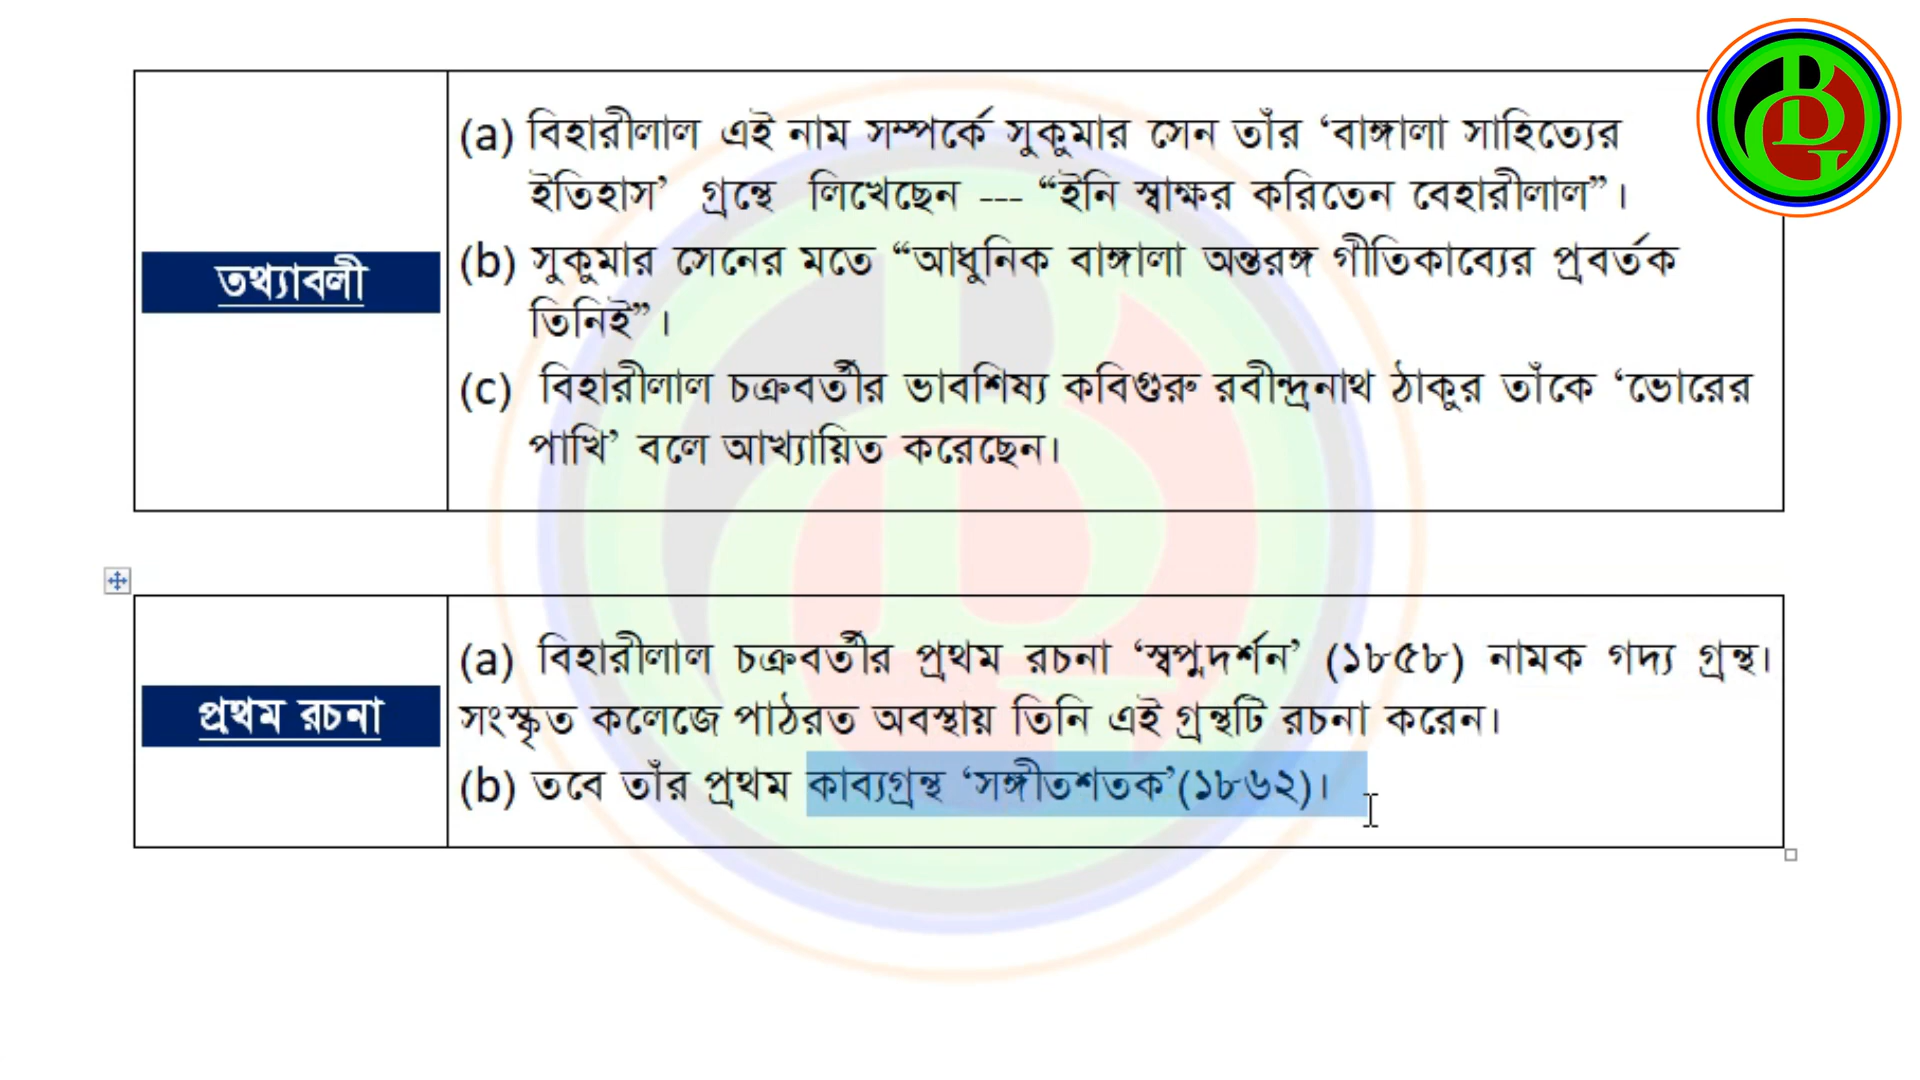 (a) বিহারীলাল এই নাম সম্পর্কে সুকুমার সেন তাঁর ‘বাঙ্গালা সাহিত্যের
ইতিহাস’ গ্রন্থে লিখেছেন --- “ইনি স্বাক্ষর করিতেন বেহারীলাল”।
তথ্যাবলী
(b) সুকুমার সেনের মতে “আধুনিক বাঙ্গালা অন্তরঙ্গ গীতিকাব্যের প্রবর্তক
তিনিই”।
(c) বিহারীলাল চক্রবর্তীর ভাবশিষ্য কবিগুরু রবীন্দ্রনাথ ঠাকুর তাঁকে ‘ভোরের
পাখি’ বলে আখ্যায়িত করেছেন।
প্রথম রচনা
(a) বিহারীলাল চক্রবর্তীর প্রথম রচনা ‘স্বপ্নদর্শন’ (১৮৫৮) নামক গদ্য গ্রন্থ।
সংস্কৃত কলেজে পাঠরত অবস্থায় তিনি এই গ্রন্থটি রচনা করেন।
(b) তবে তাঁর প্রথম কাব্যগ্রন্থ ‘সঙ্গীতশতক’(১৮৬২)।